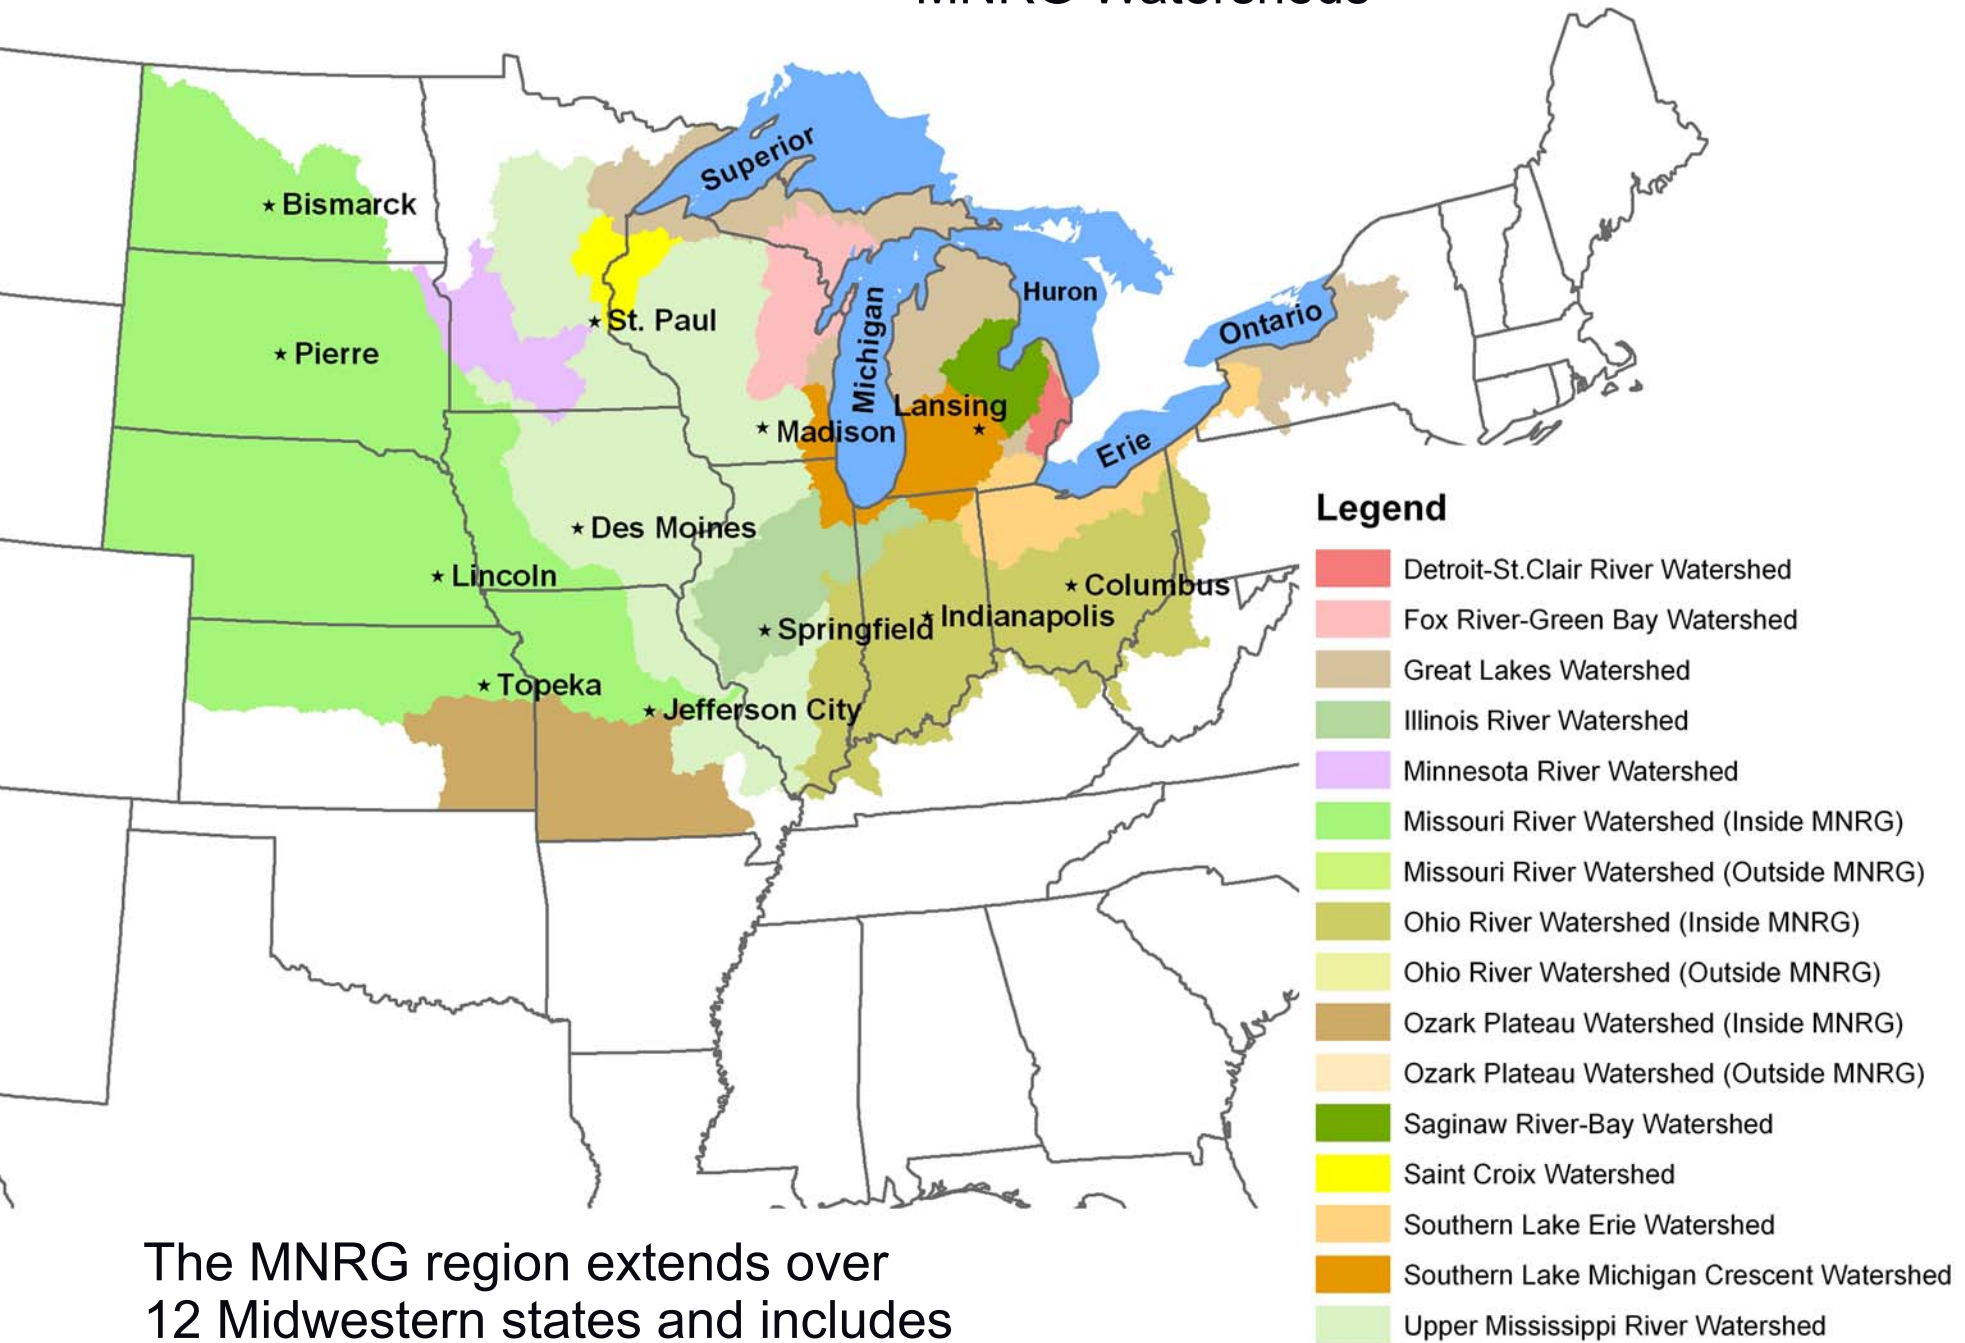 MNRG Watersheds
Superior
Bismarck
Huron
Ontario
St. Paul
Michigan
Pierre
Lansing
Madison
Erie
Legend
Des Moines
Detroit-St.Clair River Watershed
Lincoln
Columbus
Fox River-Green Bay Watershed
Indianapolis
Springfield
Great Lakes Watershed
Topeka
Jefferson City
Illinois River Watershed
Minnesota River Watershed
Missouri River Watershed (Inside MNRG)
Missouri River Watershed (Outside MNRG)
Ohio River Watershed (Inside MNRG)
Ohio River Watershed (Outside MNRG)
Ozark Plateau Watershed (Inside MNRG)
Ozark Plateau Watershed (Outside MNRG)
Saginaw River-Bay Watershed
Saint Croix Watershed
Southern Lake Erie Watershed
Southern Lake Michigan Crescent Watershed
Upper Mississippi River Watershed
The MNRG region extends over
12 Midwestern states and includes